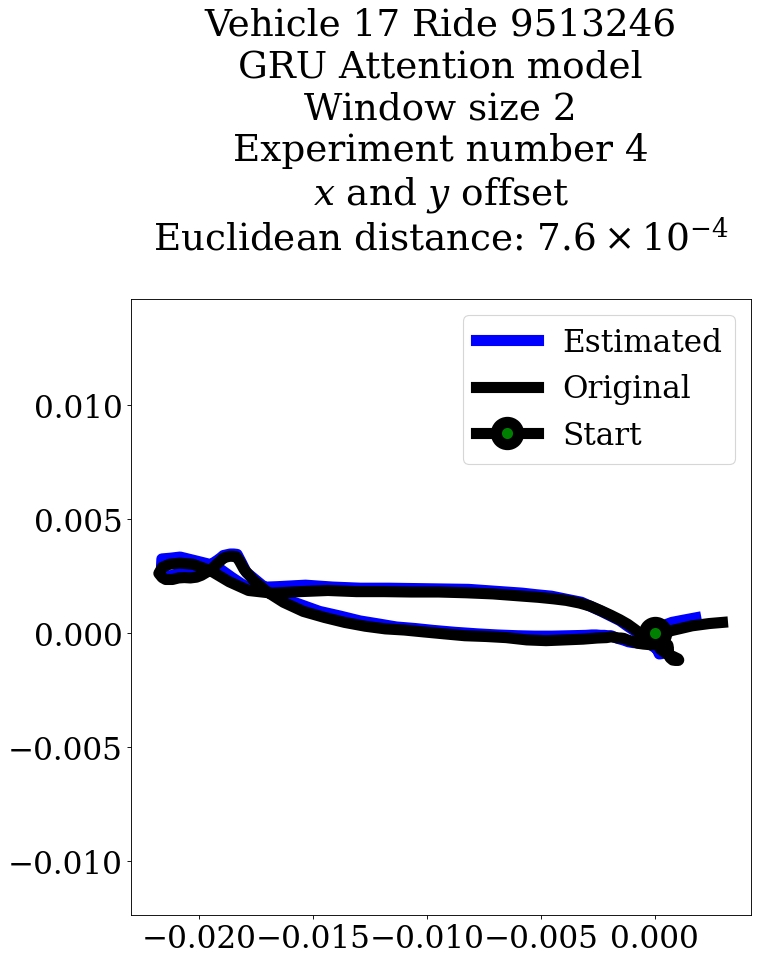 Vehicle 17 Ride 9513246
GRU Attention model
Window size 2
Experiment number 4
x and y offset
Euclidean distance: 7.6 × 10⁻⁴
Estimated
Original
Start
0.010
0.005
0.000
−0.005
−0.010
−0.020 −0.015 −0.010 −0.005 0.000